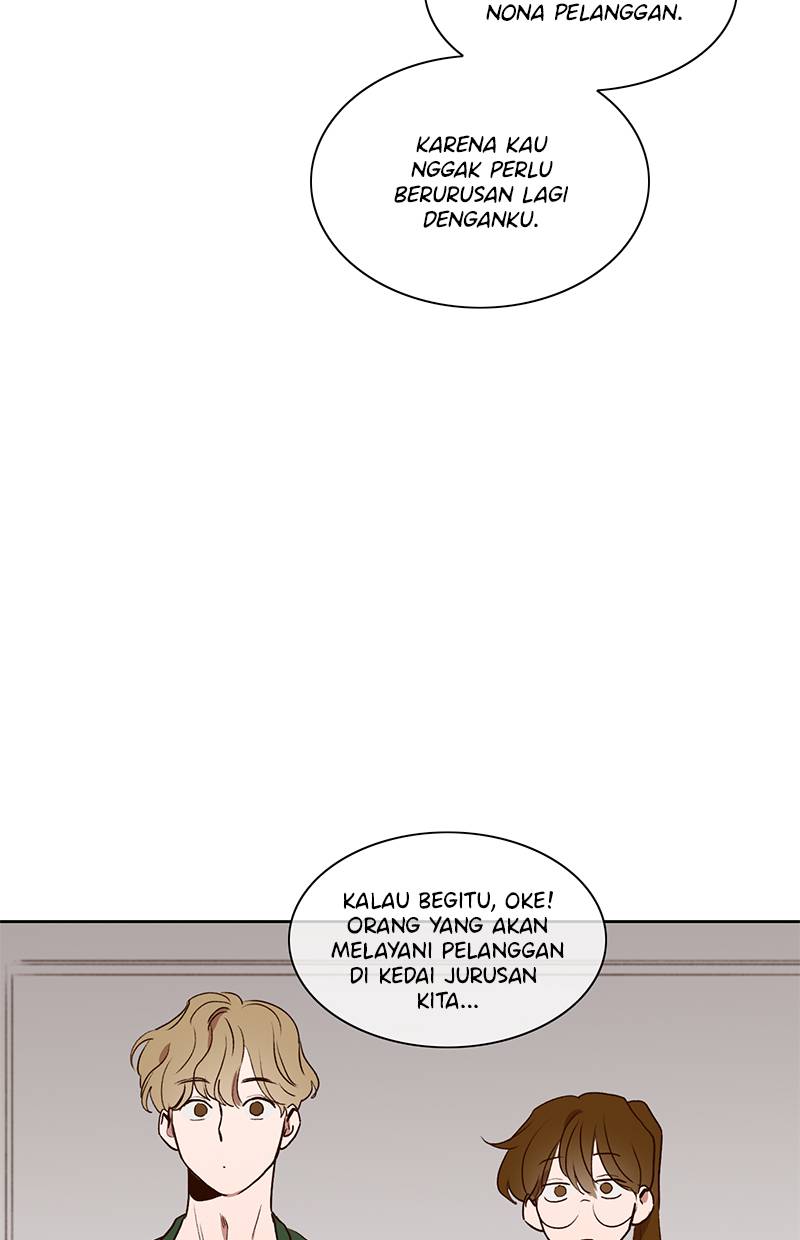 NONA PELANGGAN.
KARENA KAU
NGGAK PERLU
BERURUSAN LAGI
DENGANKU.
KALAU BEGITU, OKE!
ORANG YANG AKAN
MELAYANI PELANGGAN
DI KEDAI JURUSAN
KITA...